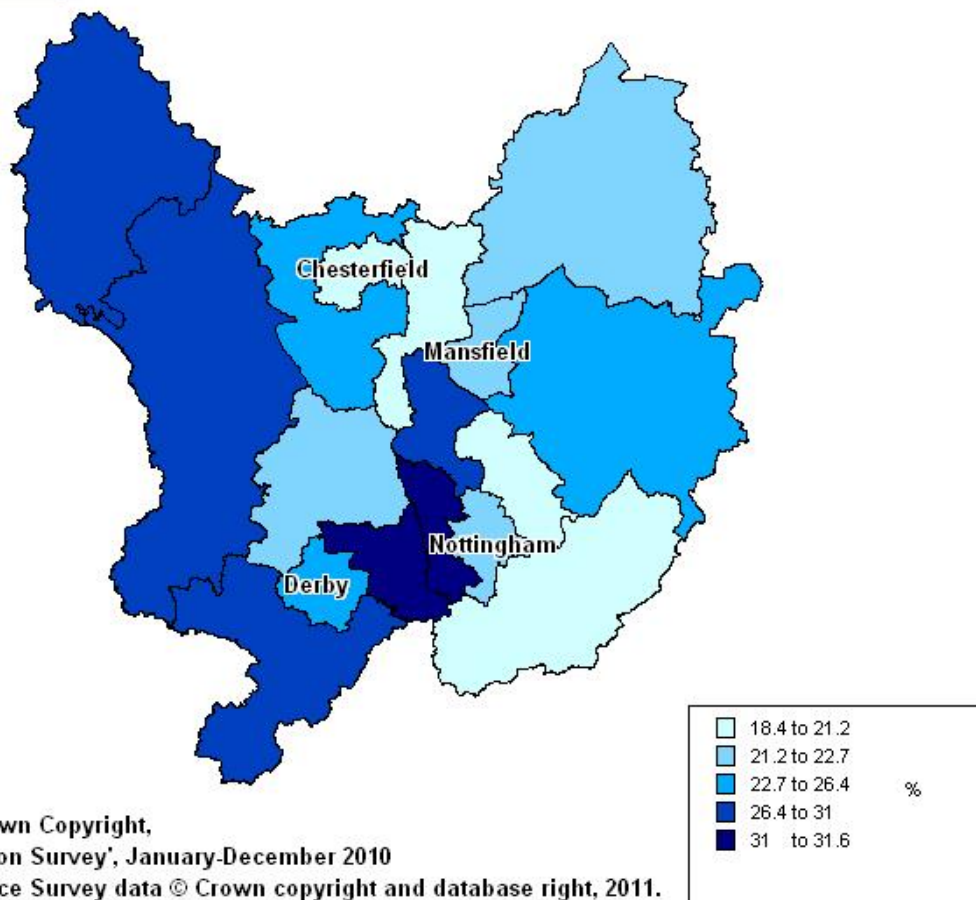 Chesterfield
Mansfield
Nottingham
Derby
18.4 to 21.2
21.2 to 22.7
22.7 to 26.4
%
26.4 to 31
31 to 31.6
wn Copyright,
on Survey', January-December 2010
ce Survey data © Crown copyright and database right, 2011.